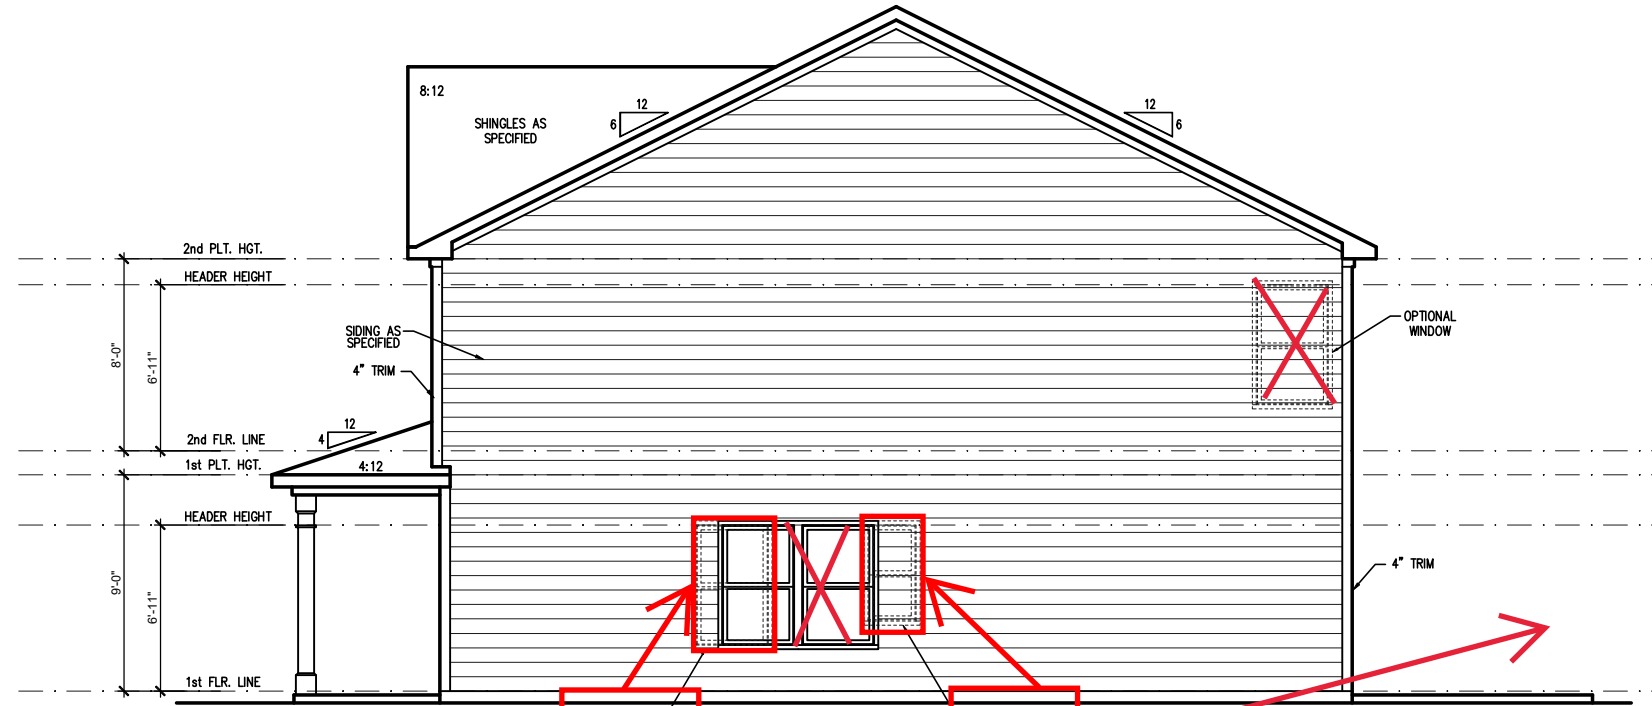 8:12
12
6
SHINGLES AS
SPECIFIED
12
6
2nd PLT. HGT.
HEADER HEIGHT
8'-0"
6'-11"
SIDING AS
SPECIFIED
4" TRIM
OPTIONAL
WINDOW
12
4
2nd FLR. LINE
1st PLT. HGT.
4:12
HEADER HEIGHT
9'-0"
6'-11"
4" TRIM
1st FLR. LINE